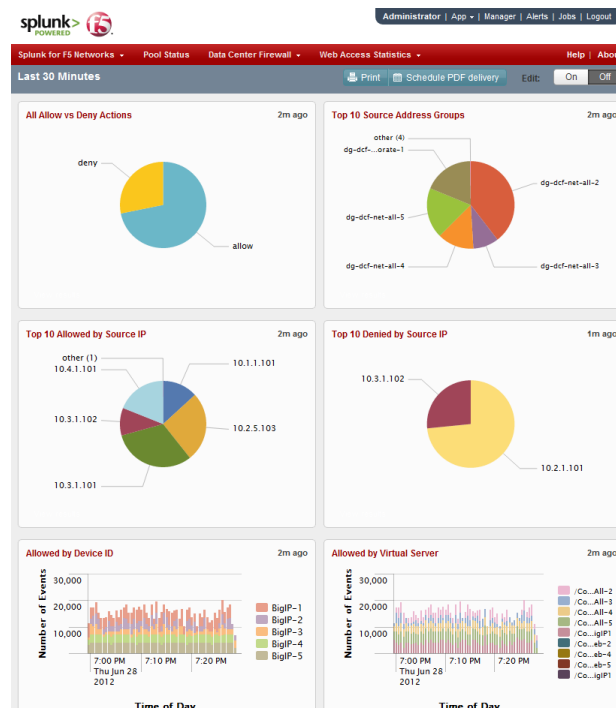 splunk>
POWERED
f5
Administrator | App | Manager | Alerts | Jobs | Logout
Splunk for F5 Networks Pool Status Data Center Firewall Web Access Statistics Help | Abou
Last 30 Minutes Print Schedule PDF delivery Edit: On Off
All Allow vs Deny Actions 2m ago
deny
allow
Top 10 Source Address Groups 2m ago
other (4)
dg-dcf-...orate-1
dg-dcf-net-all-2
dg-dcf-net-all-5
dg-dcf-net-all-4
dg-dcf-net-all-3
Top 10 Allowed by Source IP 2m ago
other (1)
10.4.1.101
10.1.1.101
10.3.1.102
10.2.5.103
10.3.1.101
Top 10 Denied by Source IP 1m ago
10.3.1.102
10.2.1.101
Allowed by Device ID 2m ago
Number of Events
30,000
20,000
10,000
BigIP-1
BigIP-2
BigIP-3
BigIP-4
BigIP-5
7:00 PM 7:10 PM 7:20 PM
Thu Jun 28
2012
Time of Day
Allowed by Virtual Server 2m ago
Number of Events
30,000
20,000
10,000
/Co...All-2
/Co...All-3
/Co...All-4
/Co...All-5
/Co...igIP1
/Co...eb-2
/Co...eb-4
/Co...eb-5
/Co...igIP1
7:00 PM 7:10 PM 7:20 PM
Thu Jun 28
2012
Time of Day